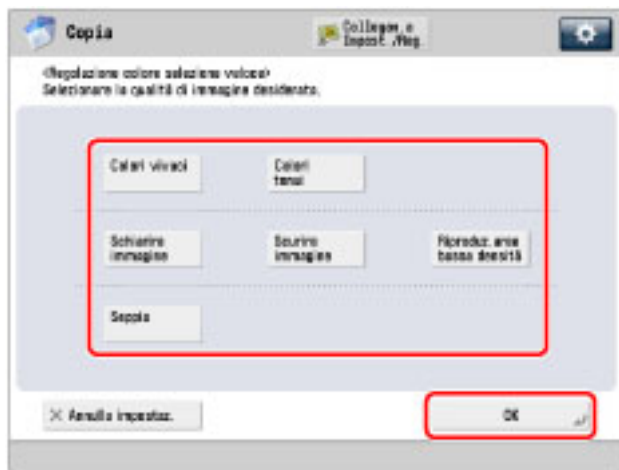 Copia
Collegam. a
Impost./Reg.
<Regolazione colore selezione veloce>
Selezionare la qualità di immagine desiderata.
Colori vivaci
Colori
tenui
Schiarire
immagine
Scurire
immagine
Riproduz. aree
bassa densità
Seppia
× Annulla impostaz.
OK